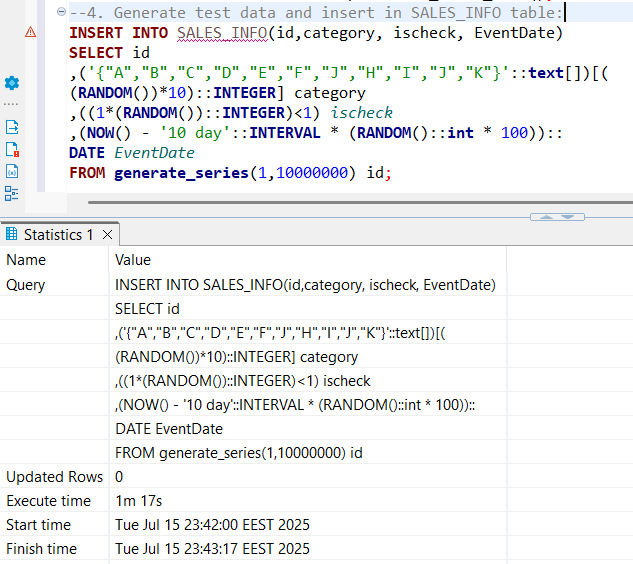 --4. Generate test data and insert in SALES_INFO table:
INSERT INTO SALES_INFO(id,category, ischeck, EventDate)
SELECT id
,('{"A","B","C","D","E","F","J","H","I","J","K"}'::text[])[(
(RANDOM())*10)::INTEGER] category
,((1*(RANDOM())::INTEGER)<1) ischeck
,(NOW() - '10 day'::INTERVAL * (RANDOM()::int * 100))::
DATE EventDate
FROM generate_series(1,10000000) id;
Statistics 1
Name Value
Query INSERT INTO SALES_INFO(id,category, ischeck, EventDate)
SELECT id
,('{"A","B","C","D","E","F","J","H","I","J","K"}'::text[])[(
(RANDOM())*10)::INTEGER] category
,((1*(RANDOM())::INTEGER)<1) ischeck
,(NOW() - '10 day'::INTERVAL * (RANDOM()::int * 100))::
DATE EventDate
FROM generate_series(1,10000000) id
Updated Rows 0
Execute time 1m 17s
Start time Tue Jul 15 23:42:00 EEST 2025
Finish time Tue Jul 15 23:43:17 EEST 2025